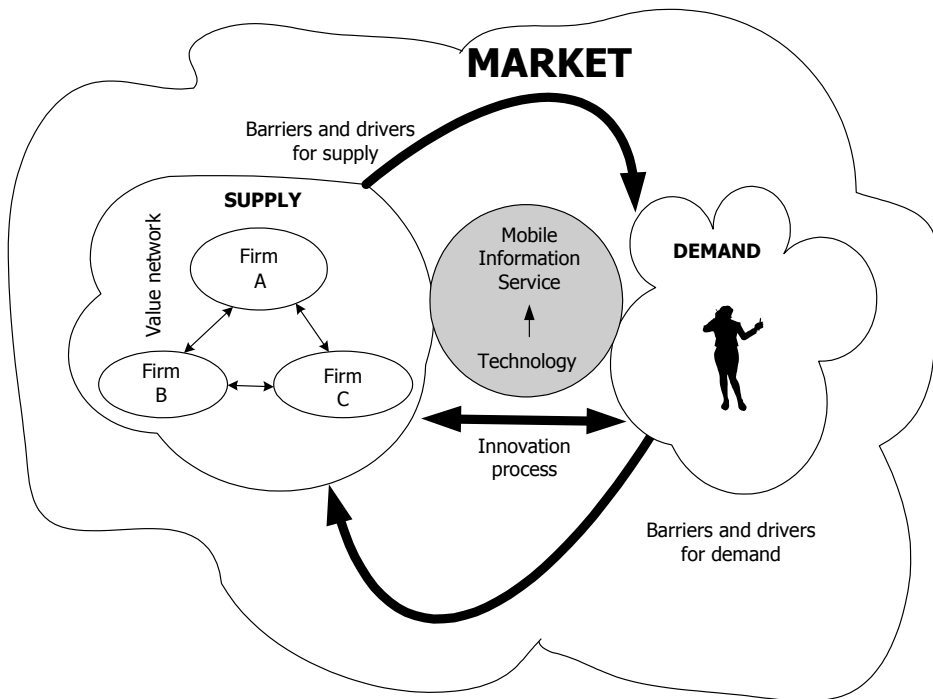 MARKET
Barriers and drivers
for supply
SUPPLY
Value network
Firm
A
Firm
B
Firm
C
Mobile
Information
Service
Technology
DEMAND
Innovation
process
Barriers and drivers
for demand